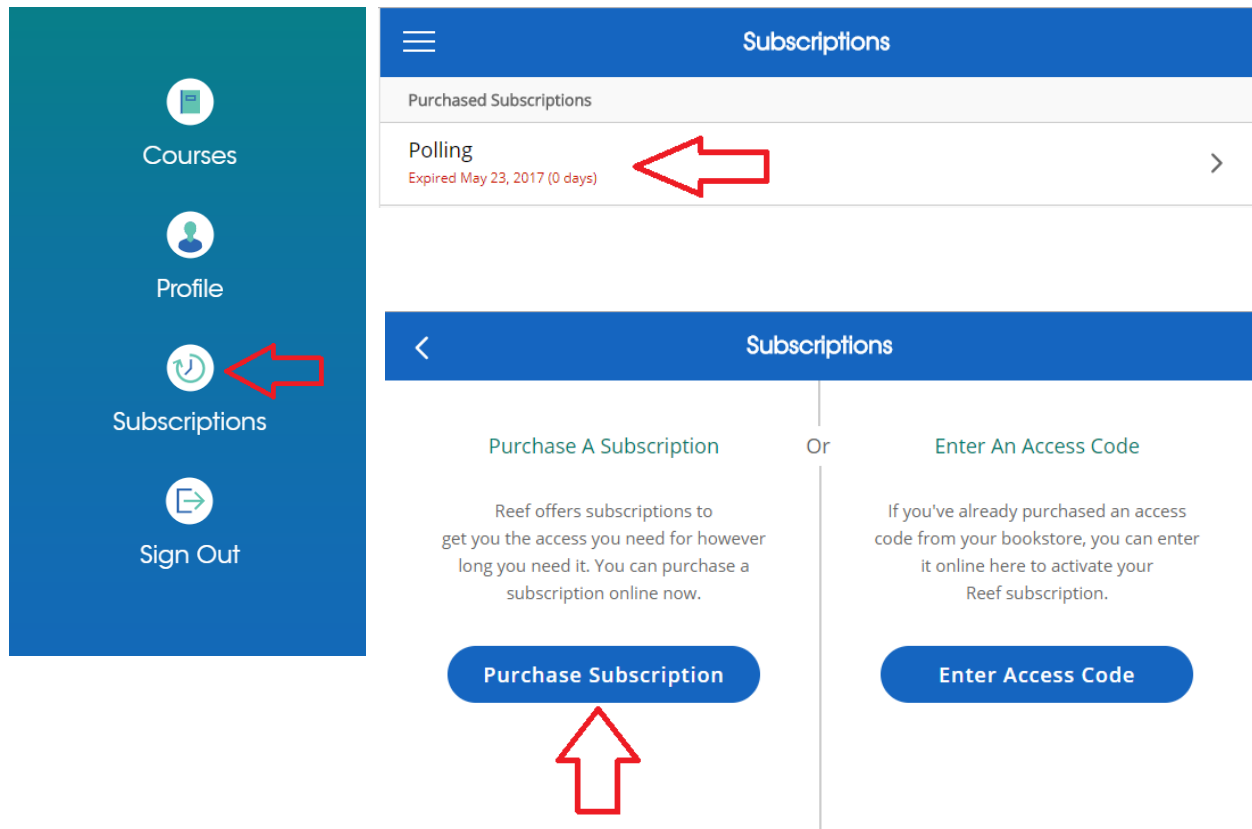 Courses
Profile
Subscriptions
Sign Out
Subscriptions
Purchased Subscriptions
Polling
Expired May 23, 2017 (0 days)
Subscriptions
Purchase A Subscription
Reef offers subscriptions to
get you the access you need for however
long you need it. You can purchase a
subscription online now.
Purchase Subscription
Or
Enter An Access Code
If you've already purchased an access
code from your bookstore, you can enter
it online here to activate your
Reef subscription.
Enter Access Code